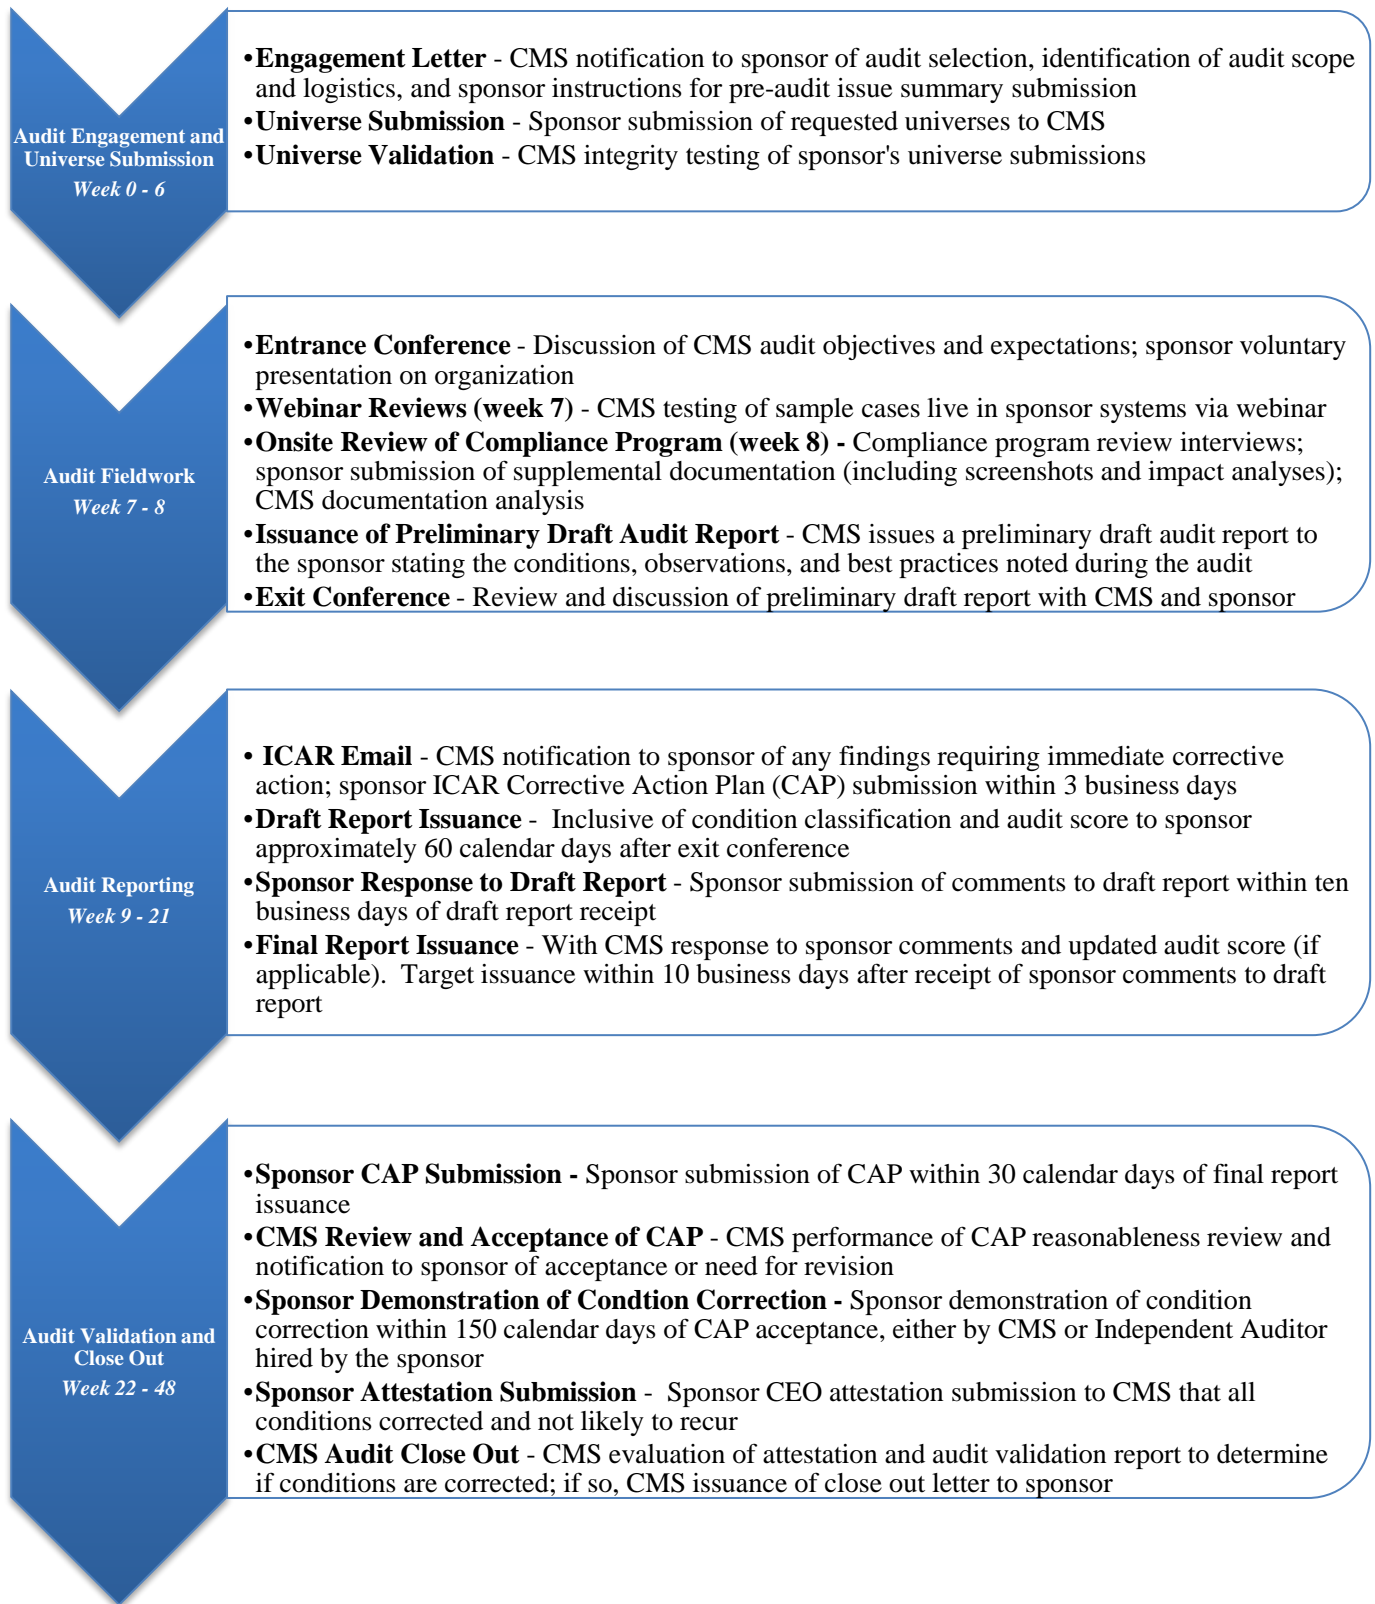 Audit Engagement and
Universe Submission
Week 0 - 6
•Engagement Letter - CMS notification to sponsor of audit selection, identification of audit scope
and logistics, and sponsor instructions for pre-audit issue summary submission
•Universe Submission - Sponsor submission of requested universes to CMS
•Universe Validation - CMS integrity testing of sponsor's universe submissions
Audit Fieldwork
Week 7 - 8
•Entrance Conference - Discussion of CMS audit objectives and expectations; sponsor voluntary
presentation on organization
•Webinar Reviews (week 7) - CMS testing of sample cases live in sponsor systems via webinar
•Onsite Review of Compliance Program (week 8) - Compliance program review interviews;
sponsor submission of supplemental documentation (including screenshots and impact analyses);
CMS documentation analysis
•Issuance of Preliminary Draft Audit Report - CMS issues a preliminary draft audit report to
the sponsor stating the conditions, observations, and best practices noted during the audit
•Exit Conference - Review and discussion of preliminary draft report with CMS and sponsor
Audit Reporting
Week 9 - 21
• ICAR Email - CMS notification to sponsor of any findings requiring immediate corrective
action; sponsor ICAR Corrective Action Plan (CAP) submission within 3 business days
•Draft Report Issuance - Inclusive of condition classification and audit score to sponsor
approximately 60 calendar days after exit conference
•Sponsor Response to Draft Report - Sponsor submission of comments to draft report within ten
business days of draft report receipt
•Final Report Issuance - With CMS response to sponsor comments and updated audit score (if
applicable). Target issuance within 10 business days after receipt of sponsor comments to draft
report
Audit Validation and
Close Out
Week 22 - 48
•Sponsor CAP Submission - Sponsor submission of CAP within 30 calendar days of final report
issuance
•CMS Review and Acceptance of CAP - CMS performance of CAP reasonableness review and
notification to sponsor of acceptance or need for revision
•Sponsor Demonstration of Condtion Correction - Sponsor demonstration of condition
correction within 150 calendar days of CAP acceptance, either by CMS or Independent Auditor
hired by the sponsor
•Sponsor Attestation Submission - Sponsor CEO attestation submission to CMS that all
conditions corrected and not likely to recur
•CMS Audit Close Out - CMS evaluation of attestation and audit validation report to determine
if conditions are corrected; if so, CMS issuance of close out letter to sponsor